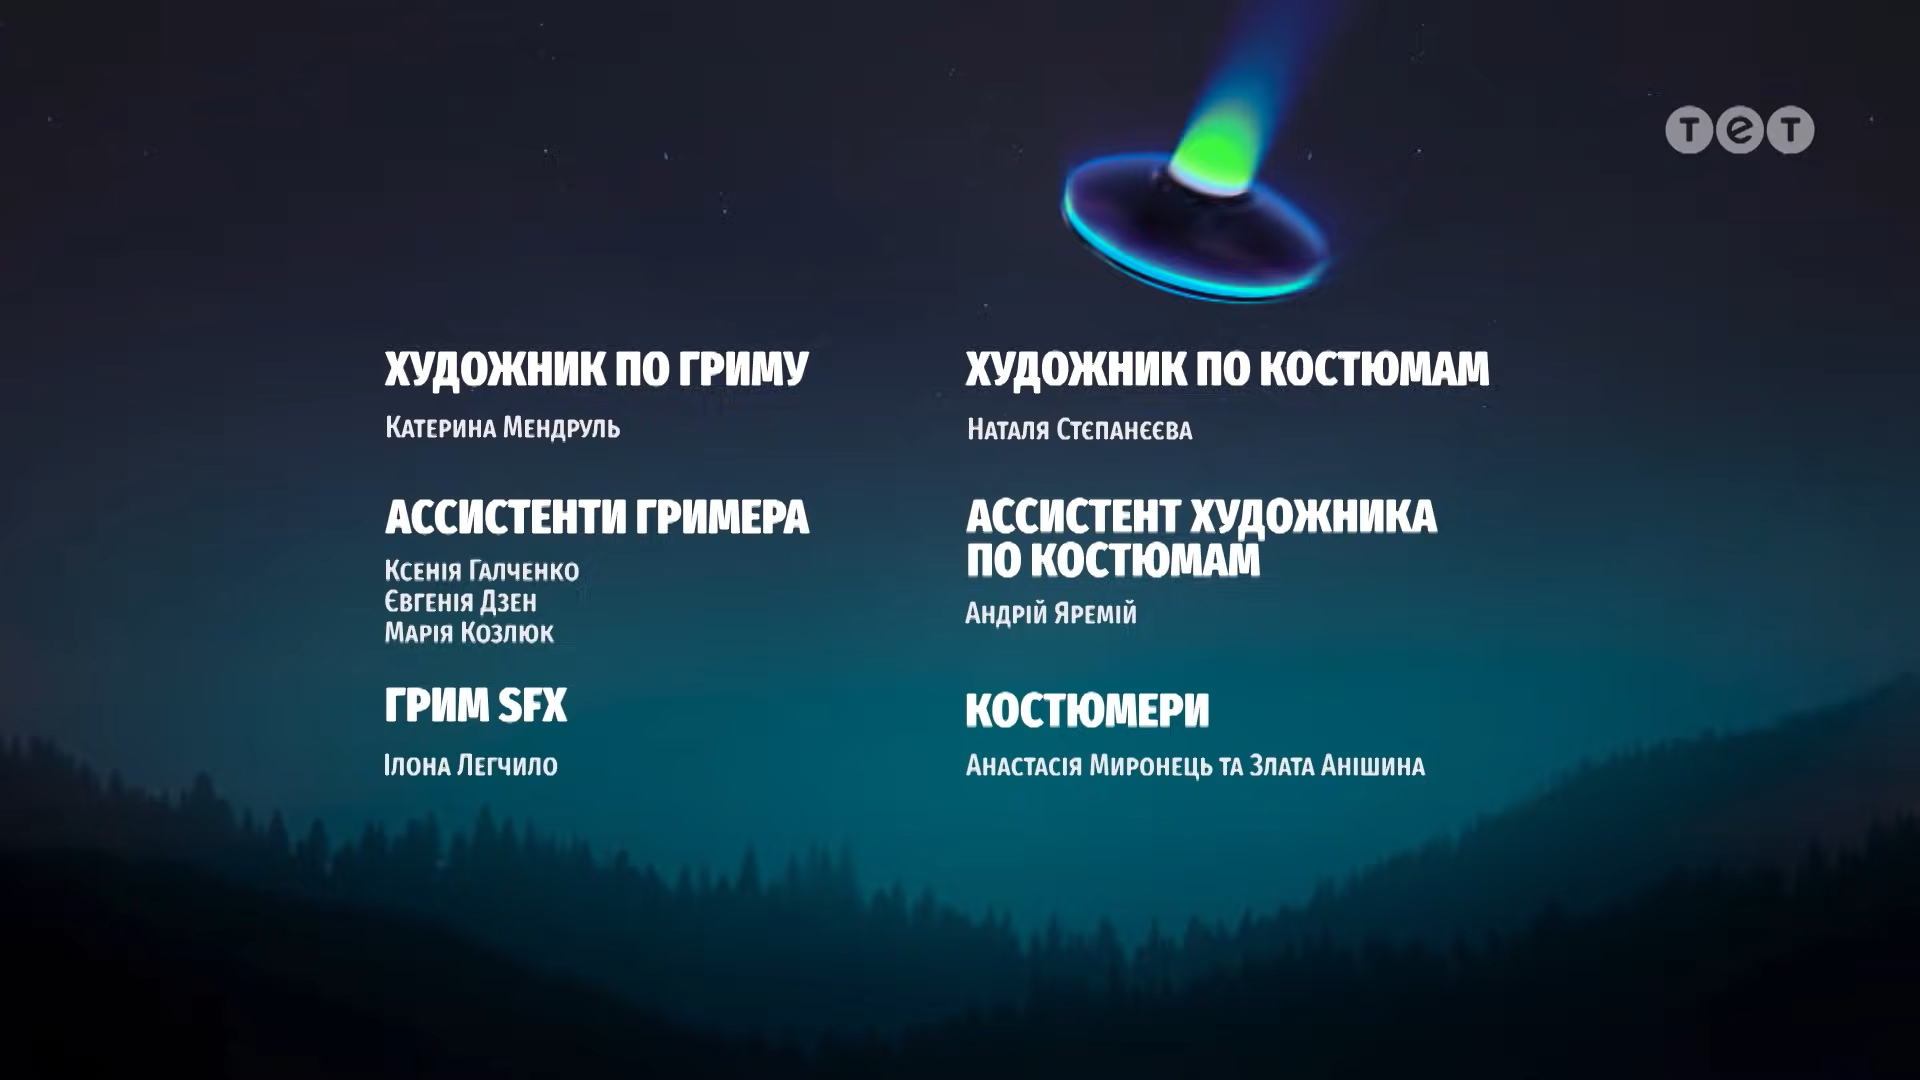 тет
ХУДОЖНИК ПО ГРИМУ
Катерина Мендруль
АССИСТЕНТИ ГРИМЕРА
Ксенія Галченко
Євгенія Дзен
Марія Козлюк
ГРИМ SFX
Ілона Легчило
ХУДОЖНИК ПО КОСТЮМАМ
Наталя Стєпанєєва
АССИСТЕНТ ХУДОЖНИКА
ПО КОСТЮМАМ
Андрій Яремій
КОСТЮМЕРИ
Анастасія Миронець та Злата Анішина